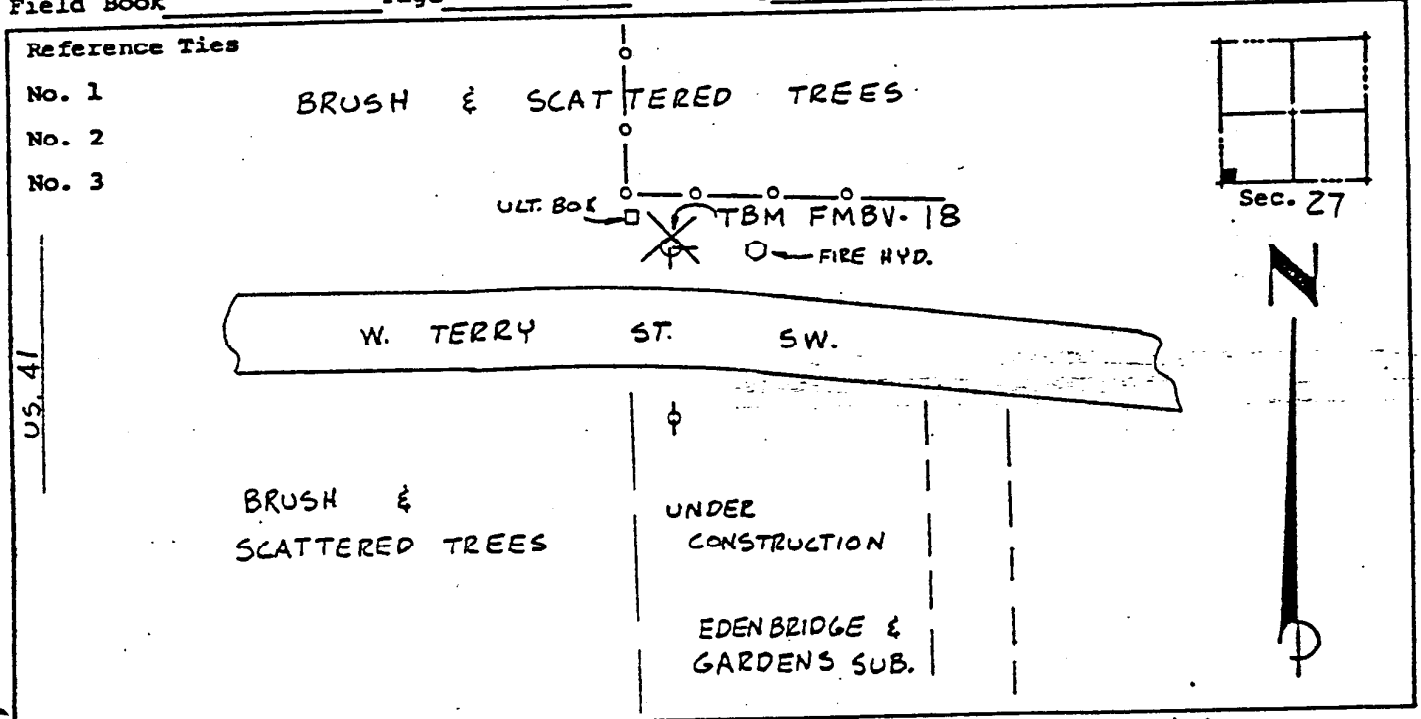 Field Book
Reference Ties
No. 1
No. 2
No. 3
BRUSH & SCATTERED TREES
Sec. 27
ULT. BOX
TBM FMBV-18
FIRE HYD.
N
W. TERRY ST. SW.
US. 41
BRUSH &
SCATTERED TREES
UNDER
CONSTRUCTION
EDENBRIDGE &
GARDENS SUB.